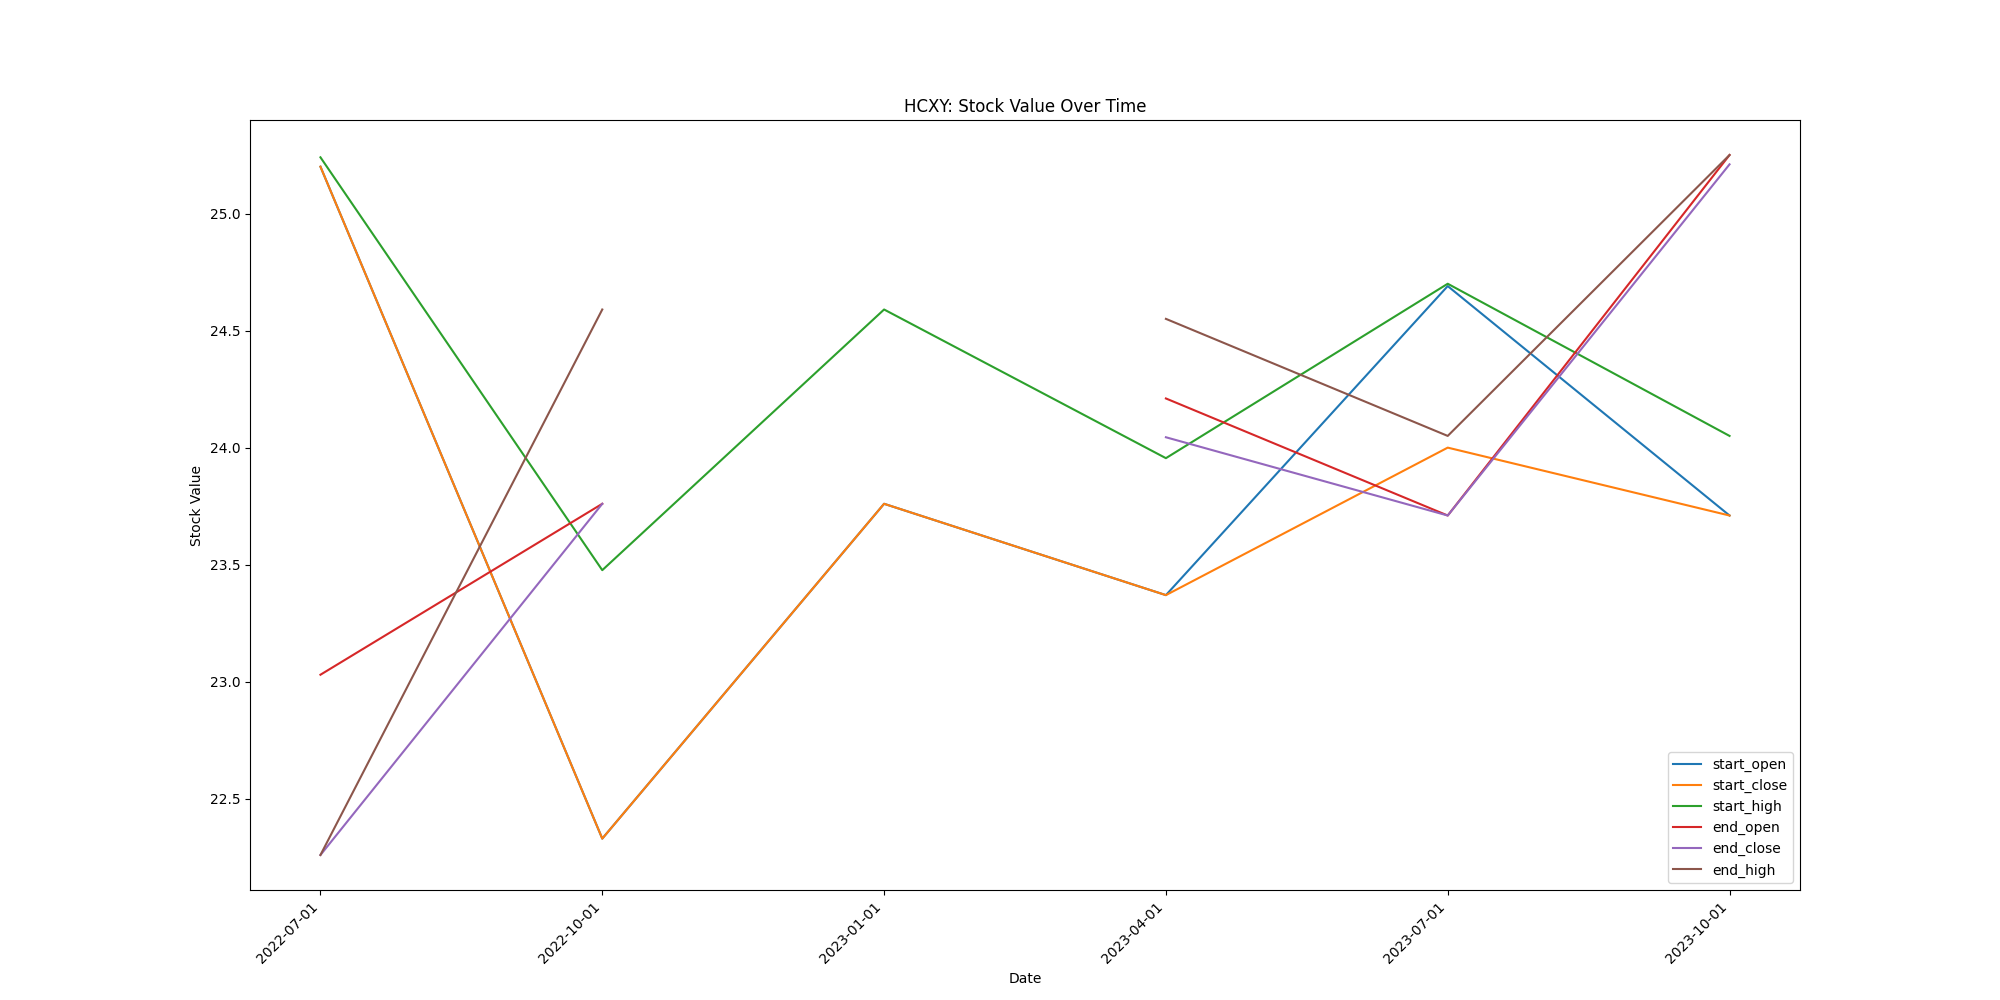 HCXY: Stock Value Over Time
Stock Value
25.0
24.5
24.0
23.5
23.0
22.5
start_open
start_close
start_high
end_open
end_close
end_high
2022-07-01
2022-10-01
2023-01-01
2023-04-01
2023-07-01
2023-10-01
Date